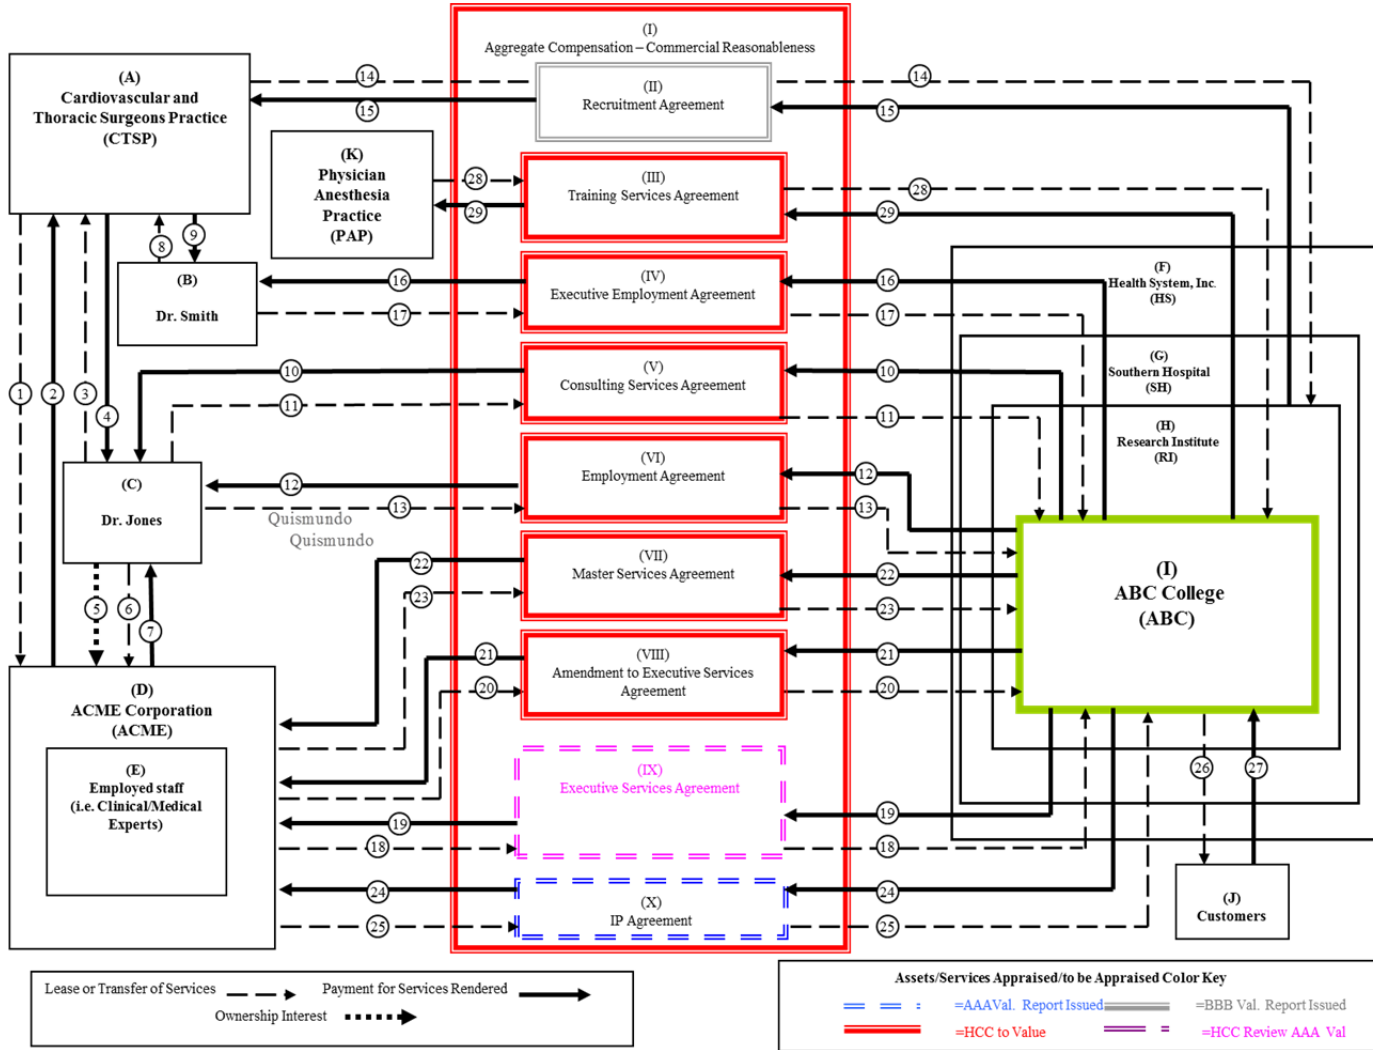 (I)
Aggregate Compensation – Commercial Reasonableness
(A)
Cardiovascular and
Thoracic Surgeons Practice
(CTSP)
14
15
(II)
Recruitment Agreement
14
15
(K)
Physician
Anesthesia
Practice
(PAP)
28
29
(III)
Training Services Agreement
28
29
8
9
(B)
Dr. Smith
16
17
(IV)
Executive Employment Agreement
16
17
(F)
Health System, Inc.
(HS)
1
2
3
4
10
11
(V)
Consulting Services Agreement
10
11
(G)
Southern Hospital
(SH)
(H)
Research Institute
(RI)
(C)
Dr. Jones
12
13
Quismundo
Quismundo
(VI)
Employment Agreement
12
13
5
6
7
22
23
(VII)
Master Services Agreement
22
23
(I)
ABC College
(ABC)
21
20
(VIII)
Amendment to Executive Services
Agreement
21
20
(D)
ACME Corporation
(ACME)
(E)
Employed staff
(i.e. Clinical/Medical
Experts)
19
18
(IX)
Executive Services Agreement
19
18
26
27
24
25
(X)
IP Agreement
24
25
(J)
Customers
Lease or Transfer of Services
Payment for Services Rendered
Ownership Interest
Assets/Services Appraised/to be Appraised Color Key
=AAAVal. Report Issued
=BBB Val. Report Issued
=HCC to Value
=HCC Review AAA Val